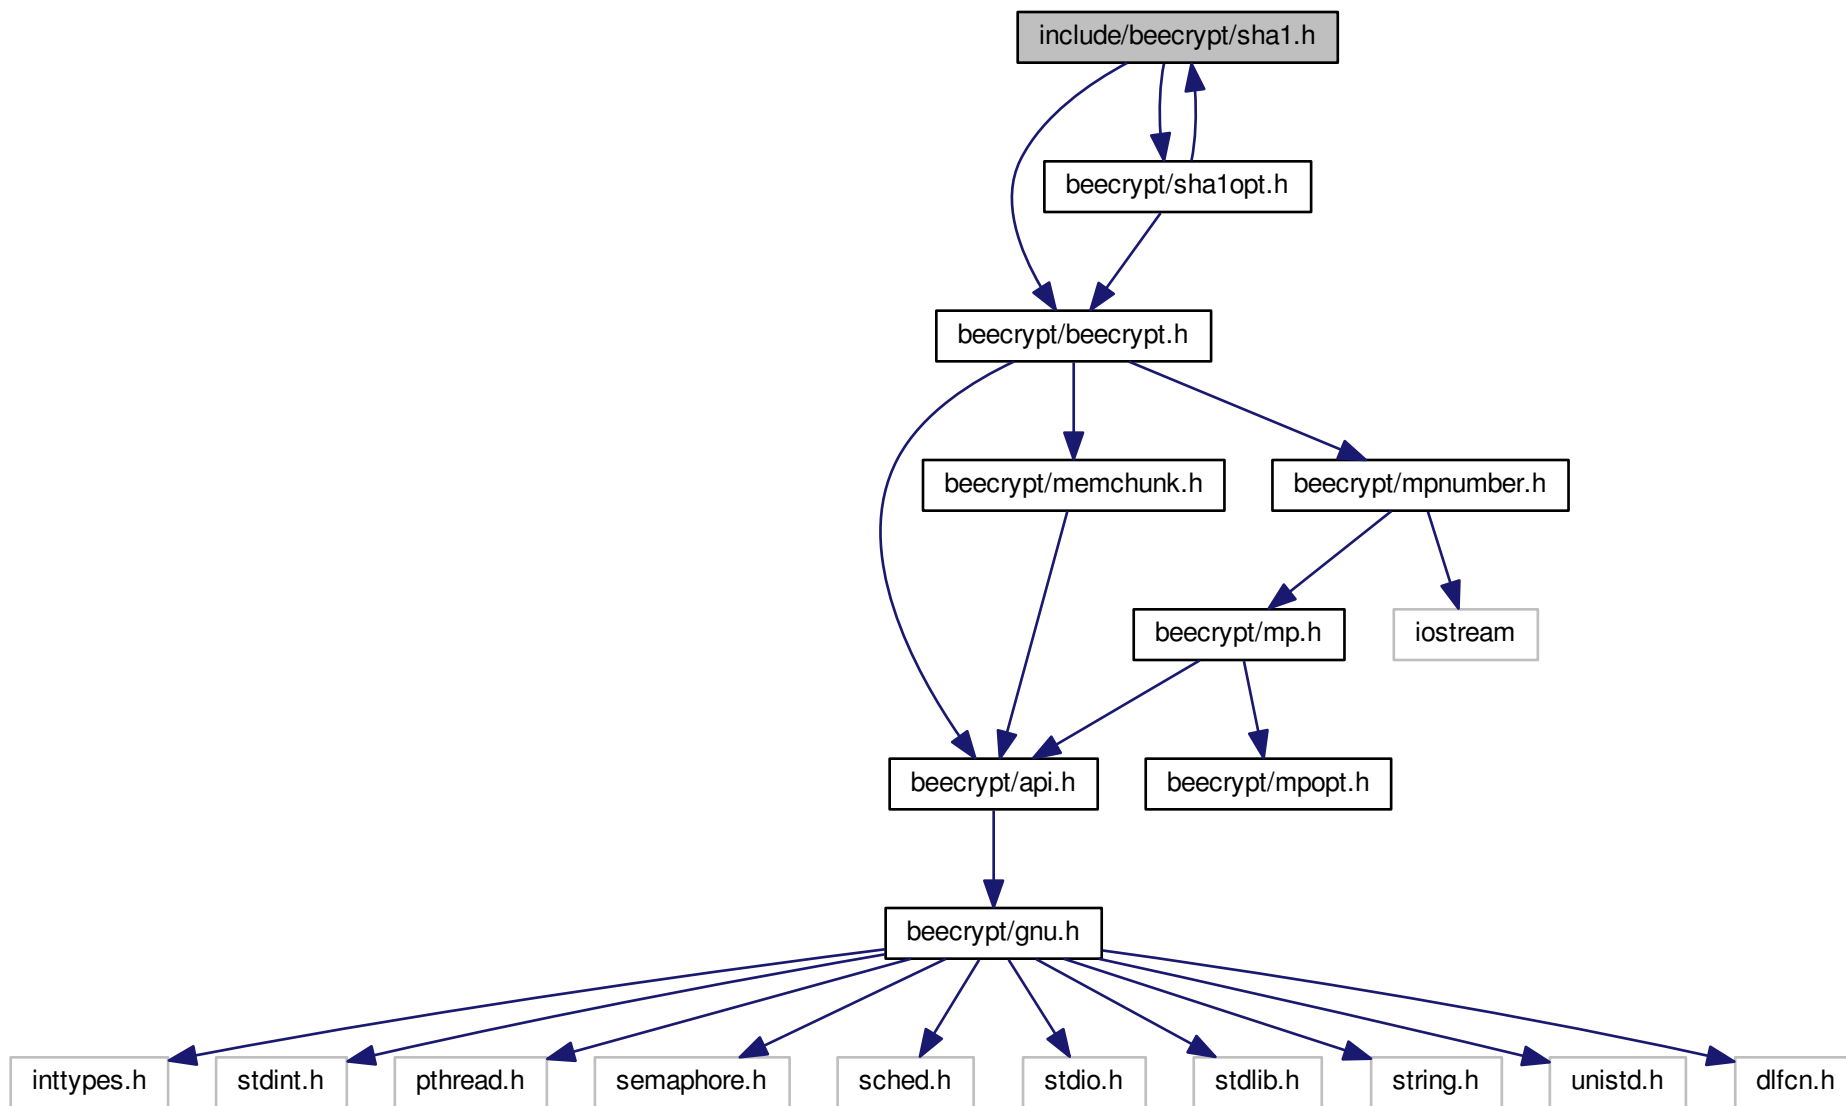 include/beecrypt/sha1.h
beecrypt/sha1opt.h
beecrypt/beecrypt.h
beecrypt/memchunk.h
beecrypt/mpnumber.h
beecrypt/mp.h
iostream
beecrypt/api.h
beecrypt/mpopt.h
beecrypt/gnu.h
inttypes.h
stdint.h
pthread.h
semaphore.h
sched.h
stdio.h
stdlib.h
string.h
unistd.h
dlfcn.h